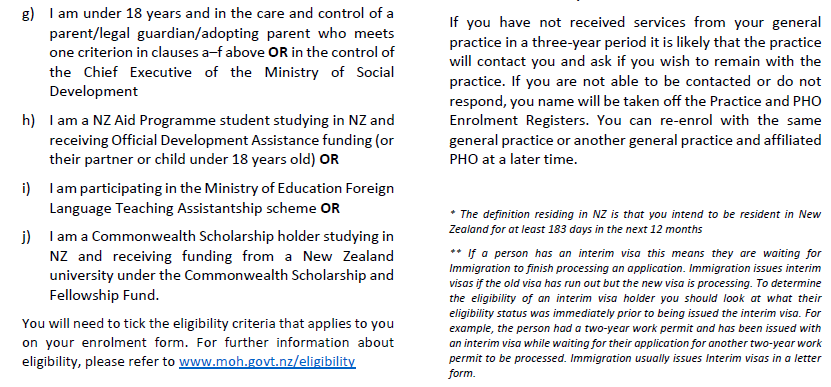 g) I am under 18 years and in the care and control of a
parent/legal guardian/adopting parent who meets
one criterion in clauses a–f above OR in the control of
the Chief Executive of the Ministry of Social
Development
h) I am a NZ Aid Programme student studying in NZ and
receiving Official Development Assistance funding (or
their partner or child under 18 years old) OR
i) I am participating in the Ministry of Education Foreign
Language Teaching Assistantship scheme OR
j) I am a Commonwealth Scholarship holder studying in
NZ and receiving funding from a New Zealand
university under the Commonwealth Scholarship and
Fellowship Fund.
You will need to tick the eligibility criteria that applies to you
on your enrolment form. For further information about
eligibility, please refer to www.moh.govt.nz/eligibility
If you have not received services from your general
practice in a three-year period it is likely that the practice
will contact you and ask if you wish to remain with the
practice. If you are not able to be contacted or do not
respond, you name will be taken off the Practice and PHO
Enrolment Registers. You can re-enrol with the same
general practice or another general practice and affiliated
PHO at a later time.
* The definition residing in NZ is that you intend to be resident in New
Zealand for at least 183 days in the next 12 months
** If a person has an interim visa this means they are waiting for
Immigration to finish processing an application. Immigration issues interim
visas if the old visa has run out but the new visa is processing. To determine
the eligibility of an interim visa holder you should look at what their
eligibility status was immediately prior to being issued the interim visa. For
example, the person had a two-year work permit and has been issued with
an interim visa while waiting for their application for another two-year work
permit to be processed. Immigration usually issues Interim visas in a letter
form.